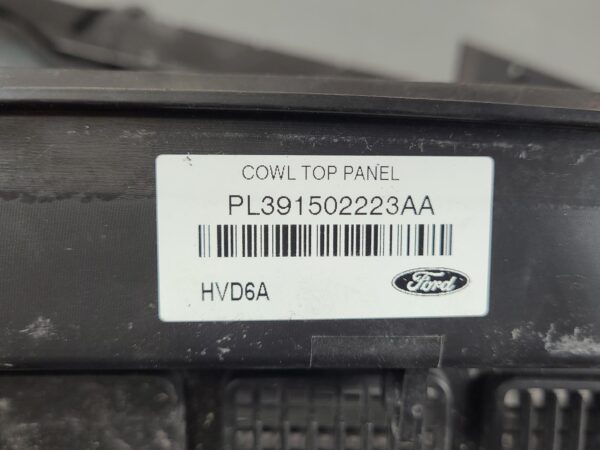 COWL TOP PANEL
PL391502223AA
HVD6A
Ford